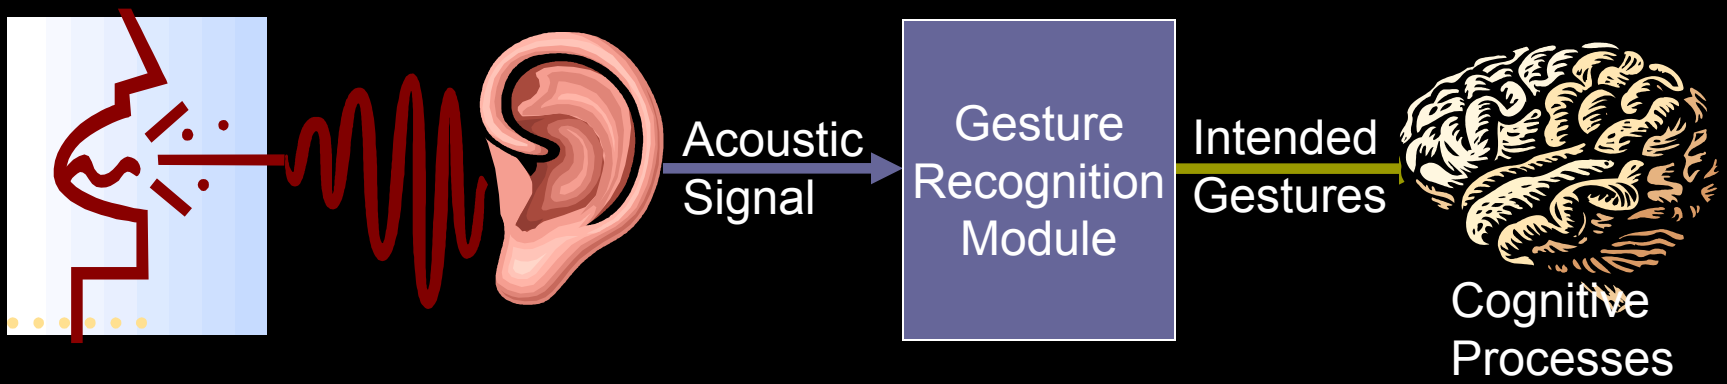 Acoustic
Signal
Gesture
Recognition
Module
Intended
Gestures
Cognitive
Processes